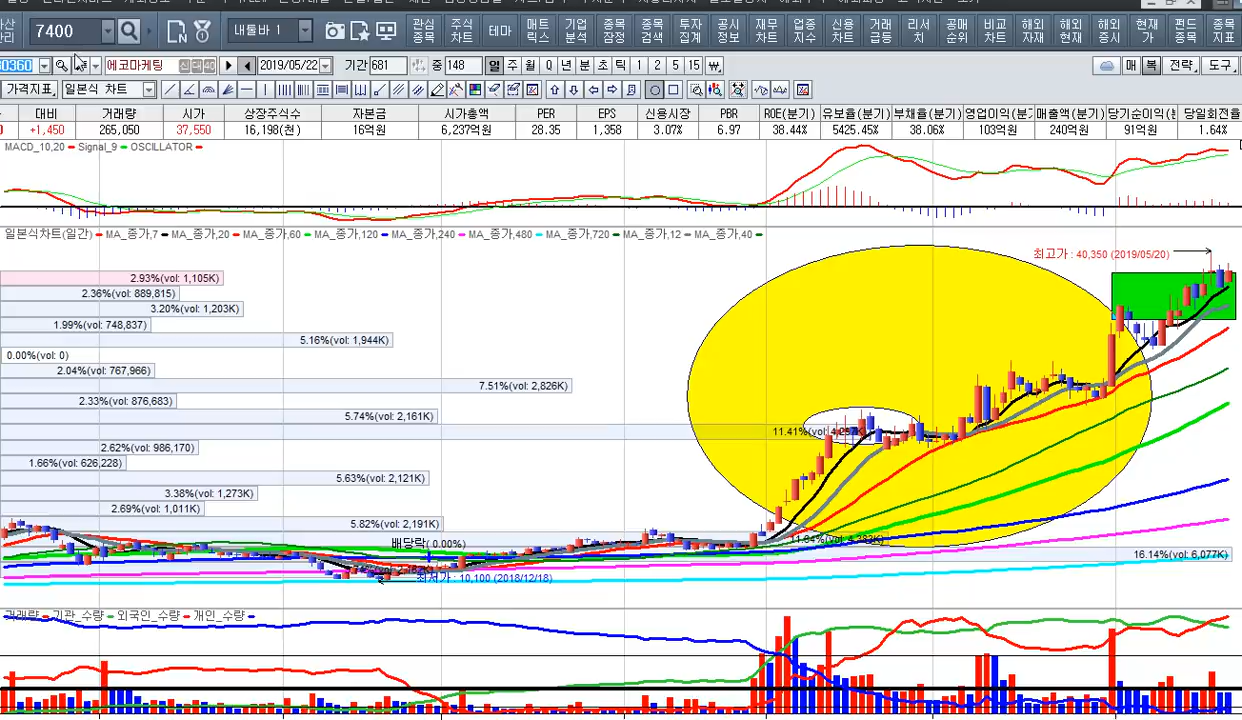 산 관리 7400 내툴바 1 관심종목 주식차트 테마 매트릭스 기업분석 종목잠정 종목검색 투자집계 공시정보 재무차트 업종지수 신용차트 거래급등 리서치 공매순위 비교차트 해외자재 해외현재 해외증시 현재가 펀드종목 종목지표
에코마케팅 신 40 2019/05/22 기간 681 중 148 일 주 월 Q 년 분 초 틱 1 2 3 5 15 매 복 전략 도구
가격지표 일본식 차트
대비 거래량 시가 상장주식수 자본금 시가총액 PER EPS 신용시장 PBR ROE(분기) 유보율(분기) 부채율(분기) 영업이익(분: 매출액(분기) 당기순이익( 당일회전율
+1,450 265,050 37,550 16,198(천) 16억원 6,237억원 28.35 1,358 3.07% 6.97 38.44% 5425.45% 38.06% 103억원 240억원 91억원 1.64%
MACD_10,20 Signal_9 OSCILLATOR
일본식차트(일간) MA_종가,7 MA_종가,20 MA_종가,60 MA_종가,120 MA_종가,240 MA_종가,480 MA_종가,720 MA_종가,12 MA_종가,40
최고가 : 40,350 (2019/05/20)
2.93%(vol: 1,105K)
2.36%(vol: 889,815)
3.20%(vol: 1,203K)
1.99%(vol: 748,837)
5.16%(vol: 1,944K)
0.00%(vol: 0)
2.04%(vol: 767,966)
7.51%(vol: 2,826K)
2.33%(vol: 876,683)
5.74%(vol: 2,161K)
11.41%(vol: 4,297K)
2.62%(vol: 986,170)
1.66%(vol: 626,228)
5.63%(vol: 2,121K)
3.38%(vol: 1,273K)
2.69%(vol: 1,011K)
5.82%(vol: 2,191K)
배당락( 0.00%)
16.14%(vol: 6,077K)
최저가 : 10,100 (2018/12/18)
거래량 기관_수량 외국인_수량 개인_수량